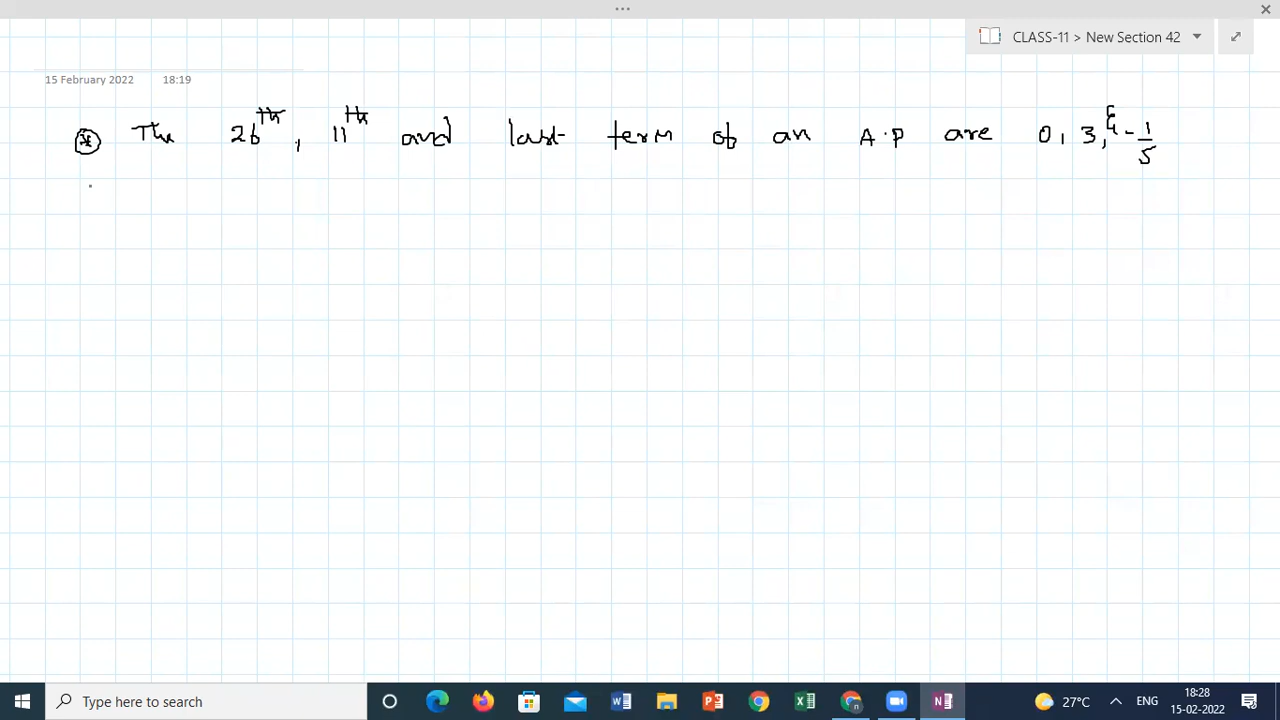 CLASS-11 > New Section 42
15 February 2022 18:19
The 26th, 11th and last term of an A.P are 0, 3, & -1/5
Type here to search
27°C ENG 18:28 15-02-2022